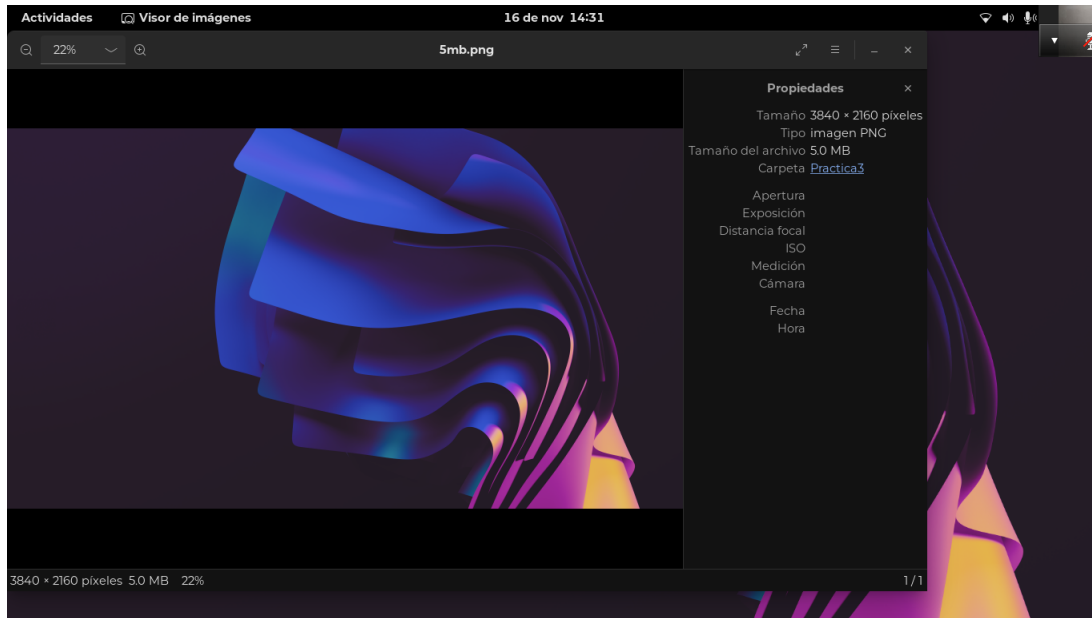 Actividades Visor de imágenes 16 de nov 14:31
22% 5mb.png
Propiedades
Tamaño 3840 × 2160 píxeles
Tipo imagen PNG
Tamaño del archivo 5.0 MB
Carpeta Practica3
Apertura
Exposición
Distancia focal
ISO
Medición
Cámara
Fecha
Hora
3840 × 2160 píxeles 5.0 MB 22% 1 / 1